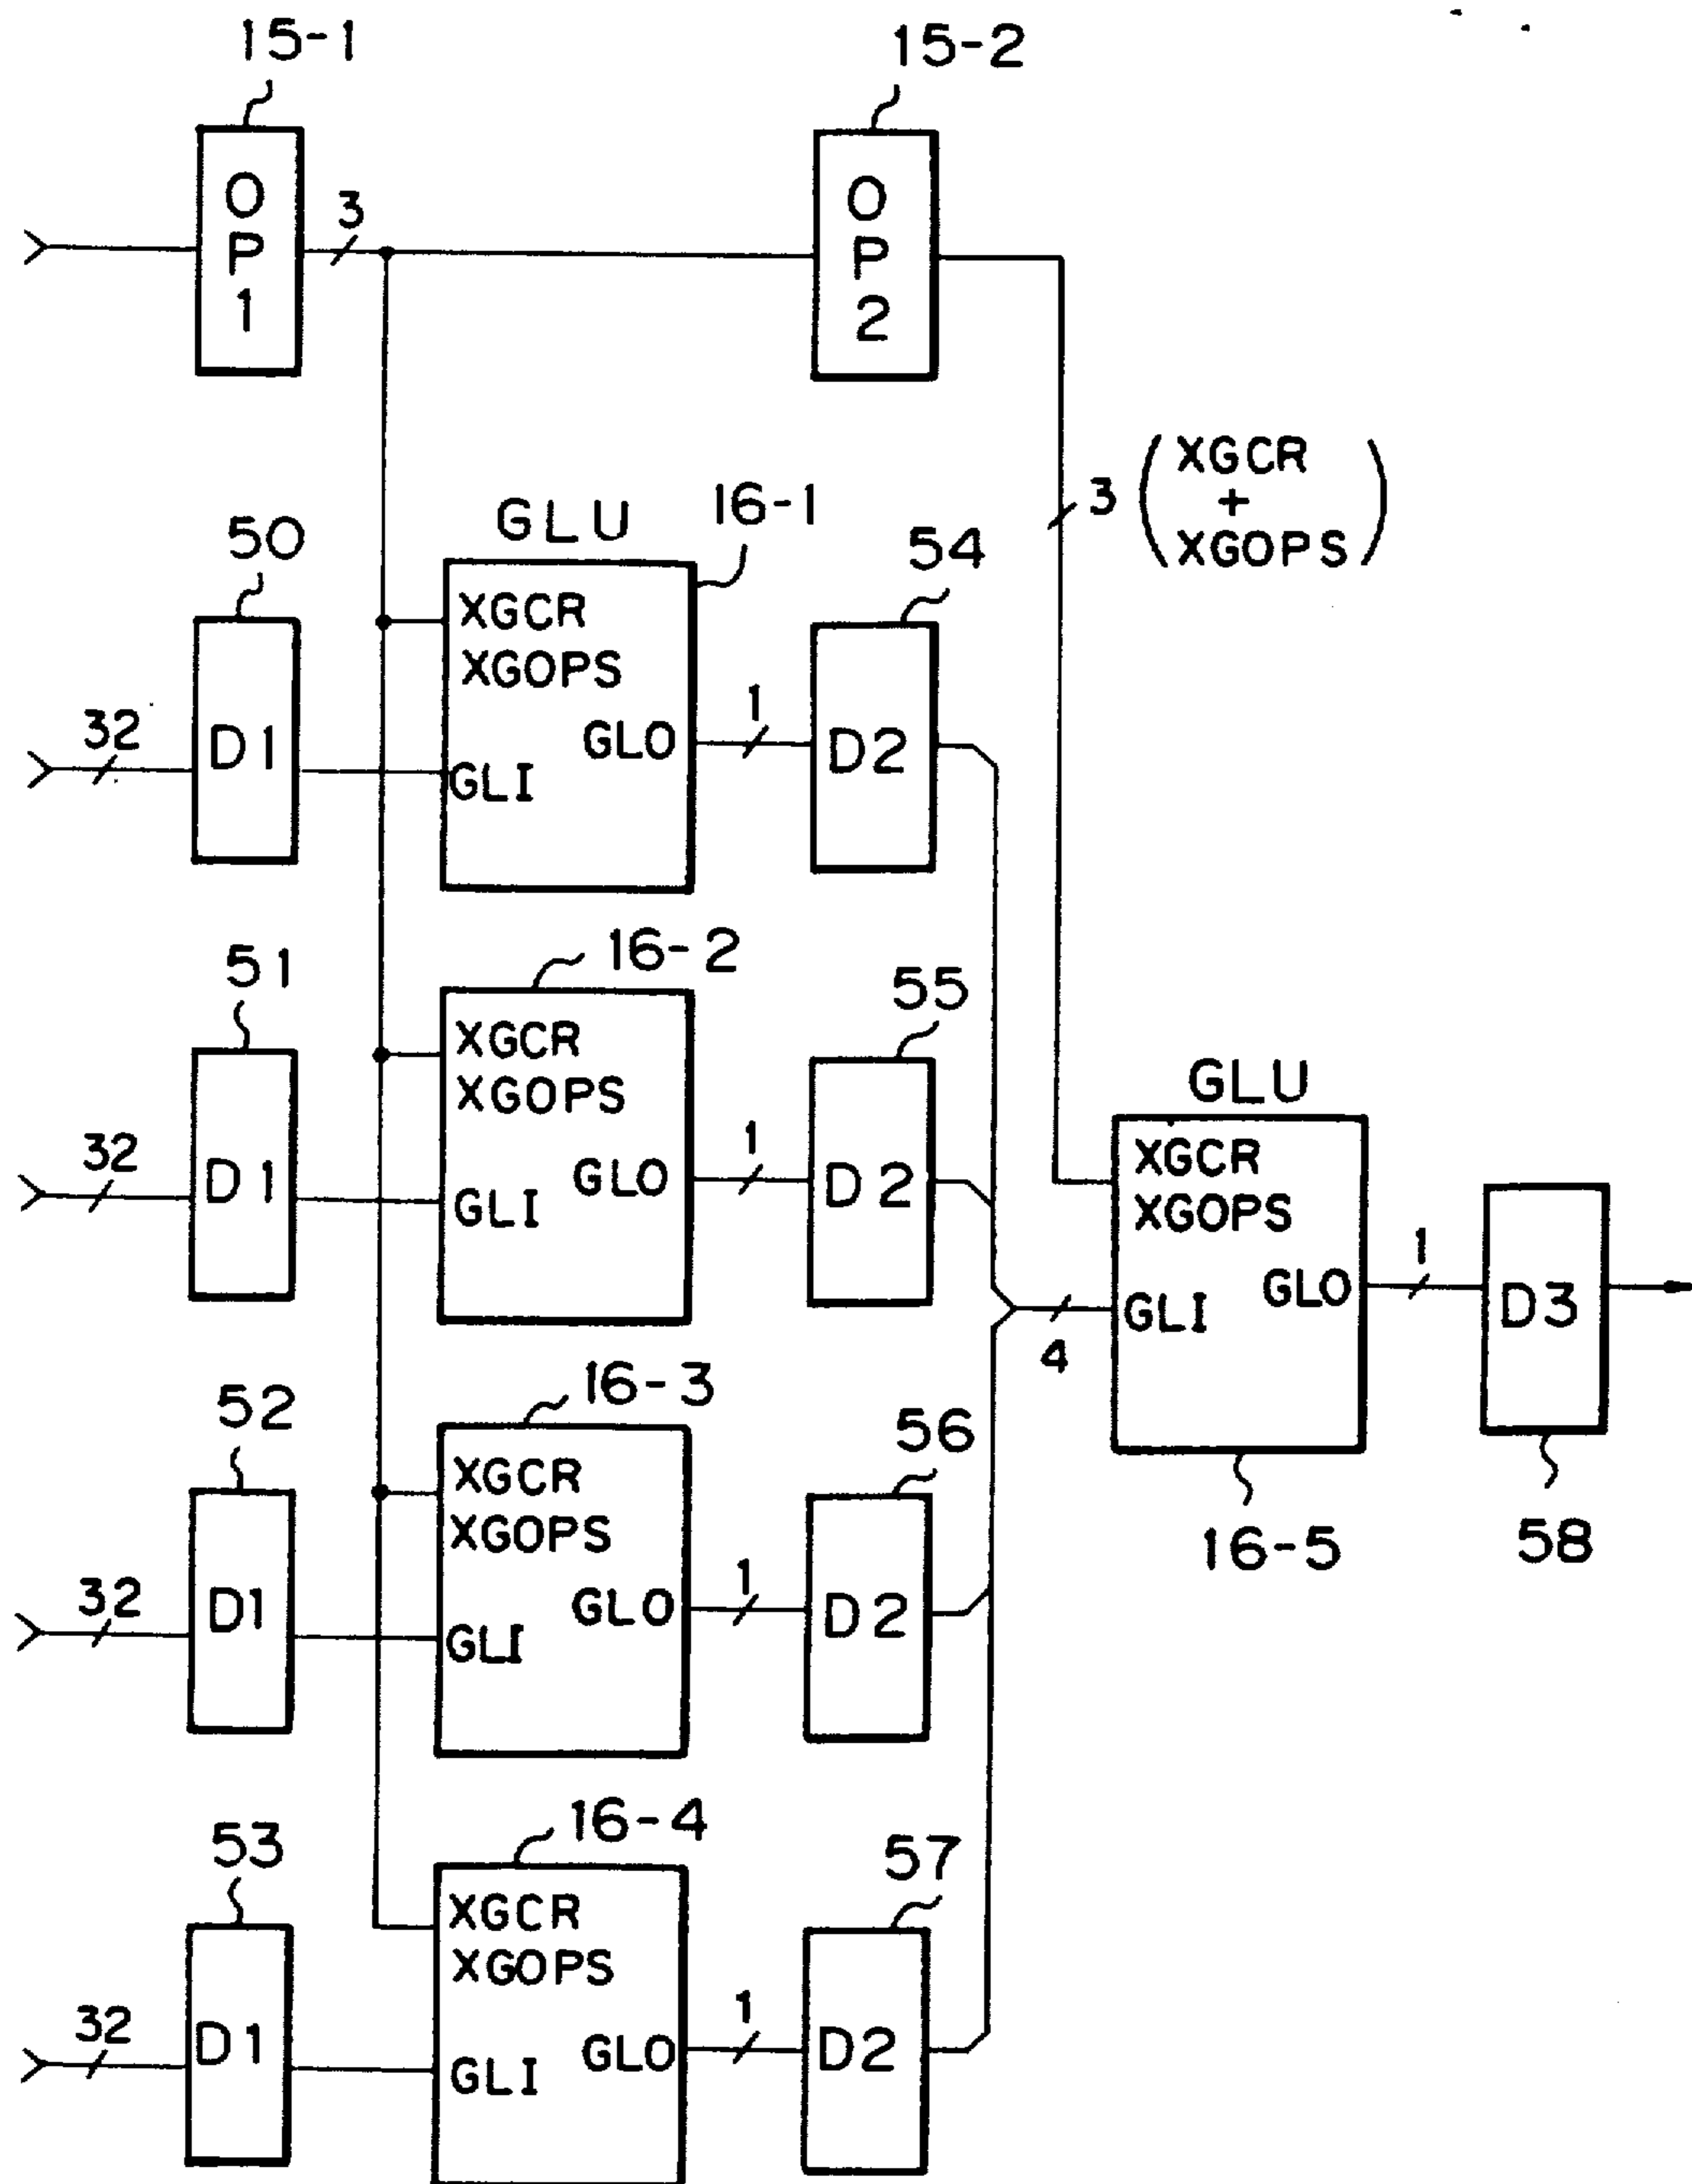 15-1
15-2
O
P
1
3
O
P
2
3
( XGCR
+
XGOPS )
GLU
16-1
50
54
XGCR
XGOPS
32
D1
GLI
GLO
1
D2
16-2
51
55
XGCR
XGOPS
32
D1
GLI
GLO
1
D2
GLU
XGCR
XGOPS
4
GLI
GLO
1
D3
16-5
58
16-3
52
56
XGCR
XGOPS
32
D1
GLI
GLO
1
D2
16-4
53
57
XGCR
XGOPS
32
D1
GLI
GLO
1
D2